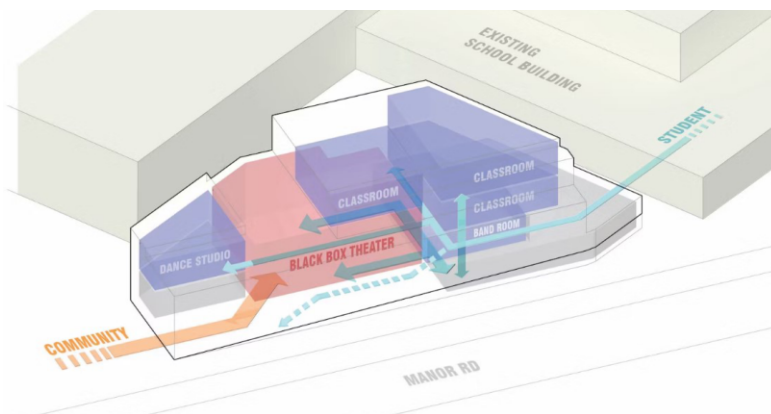 EXISTING
SCHOOL BUILDING
STUDENT
CLASSROOM
CLASSROOM
CLASSROOM
BAND ROOM
DANCE STUDIO
BLACK BOX THEATER
COMMUNITY
MANOR RD